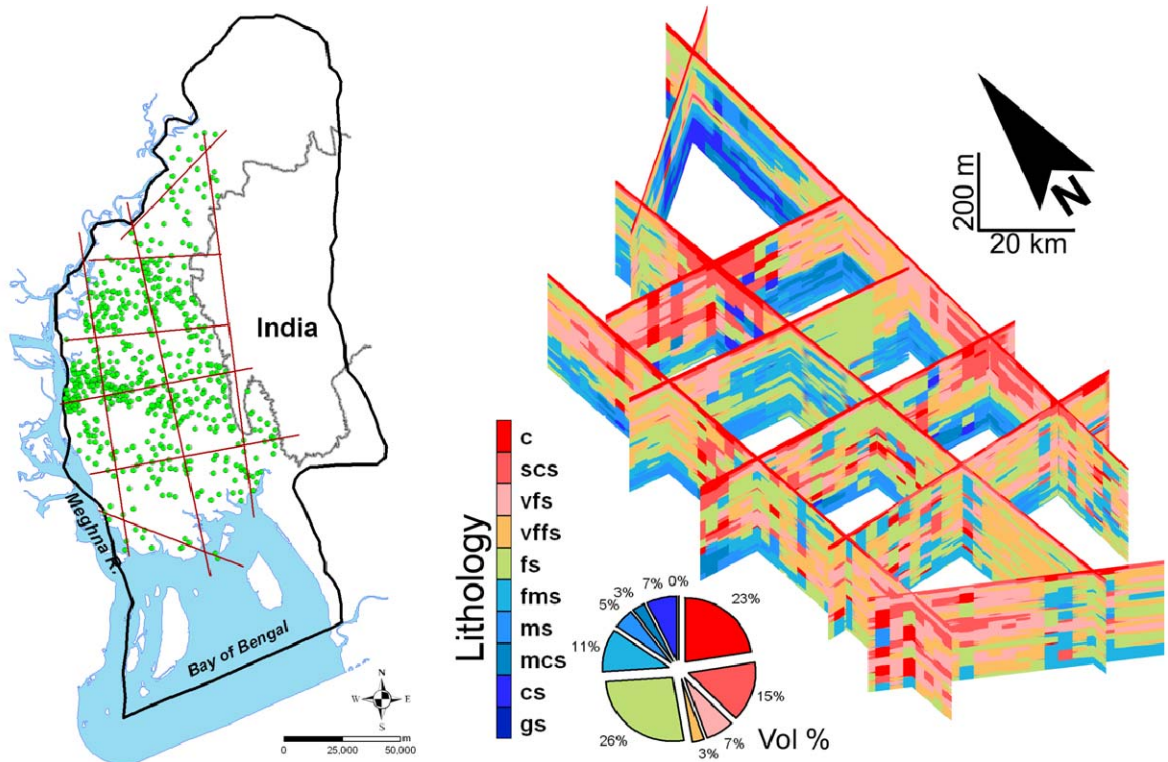 India
Meghna R.
Bay of Bengal
N
W E
S
m
0 25,000 50,000
200 m
20 km
N
Lithology
c
scs
vfs
vffs
fs
fms
ms
mcs
cs
gs
0%
23%
15%
7%
3%
26%
11%
5%
3%
7%
Vol %